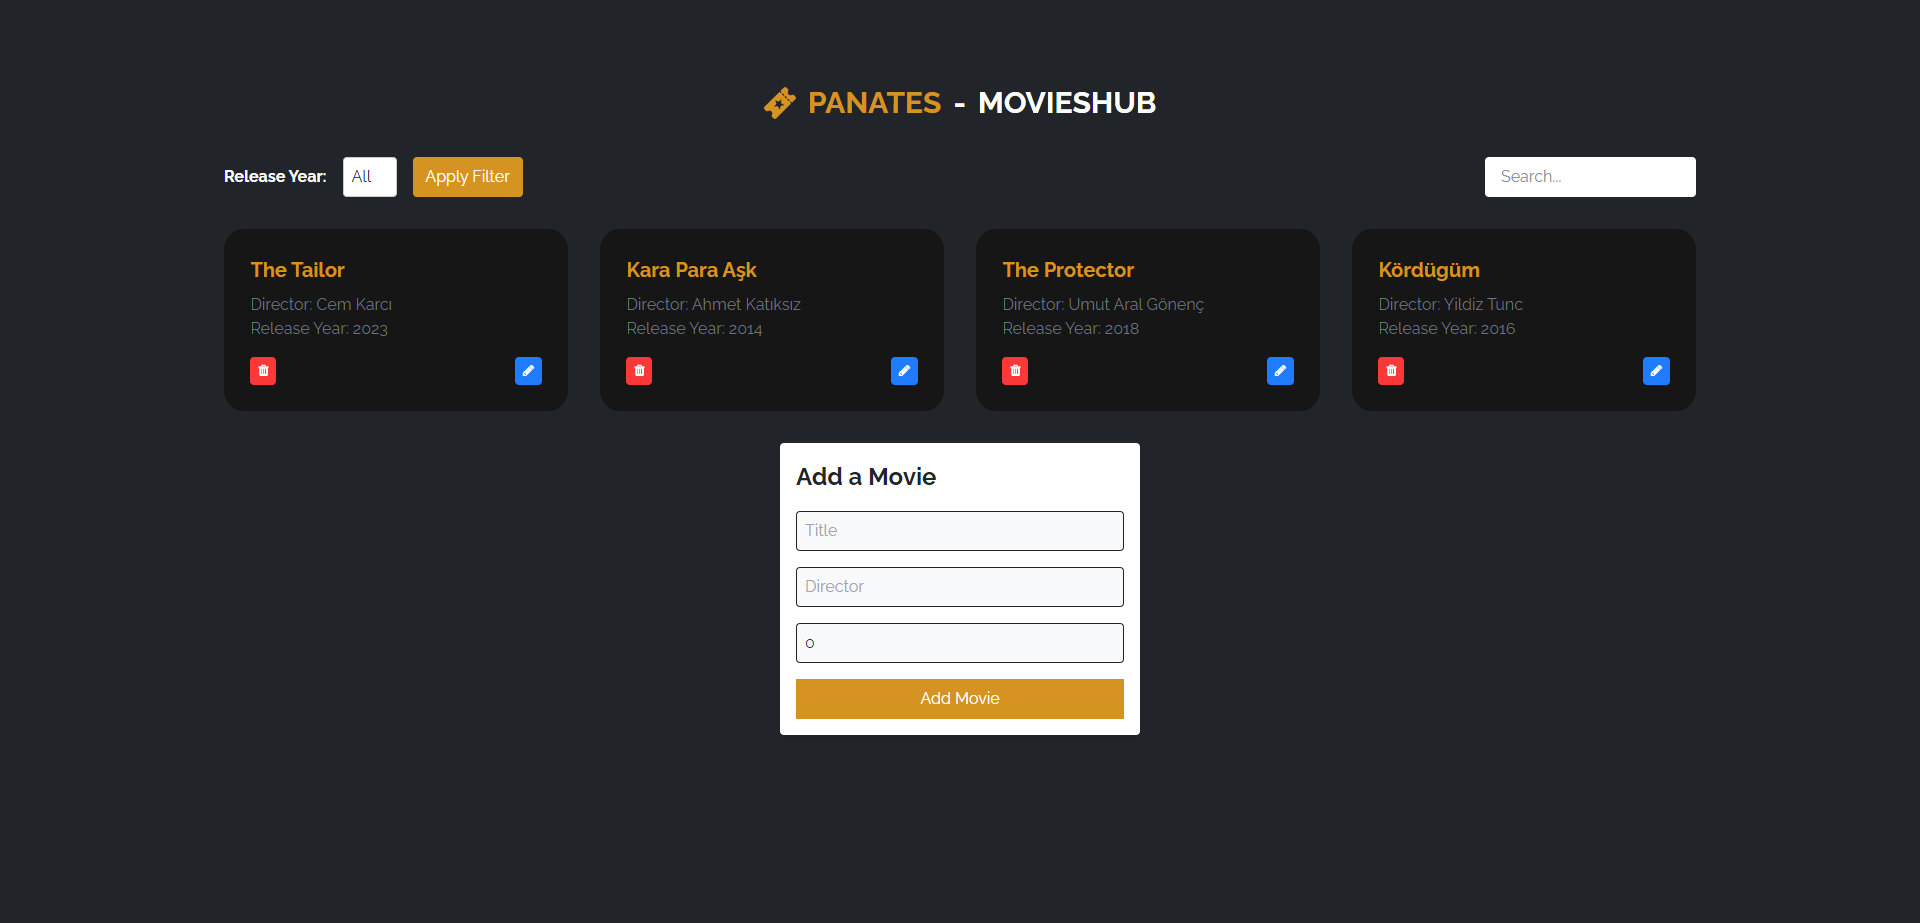 PANATES - MOVIESHUB
Release Year: All Apply Filter Search...
The Tailor
Director: Cem Karcı
Release Year: 2023
Kara Para Aşk
Director: Ahmet Katıksız
Release Year: 2014
The Protector
Director: Umut Aral Gönenç
Release Year: 2018
Kördügüm
Director: Yildiz Tunc
Release Year: 2016
Add a Movie
Title
Director
0
Add Movie